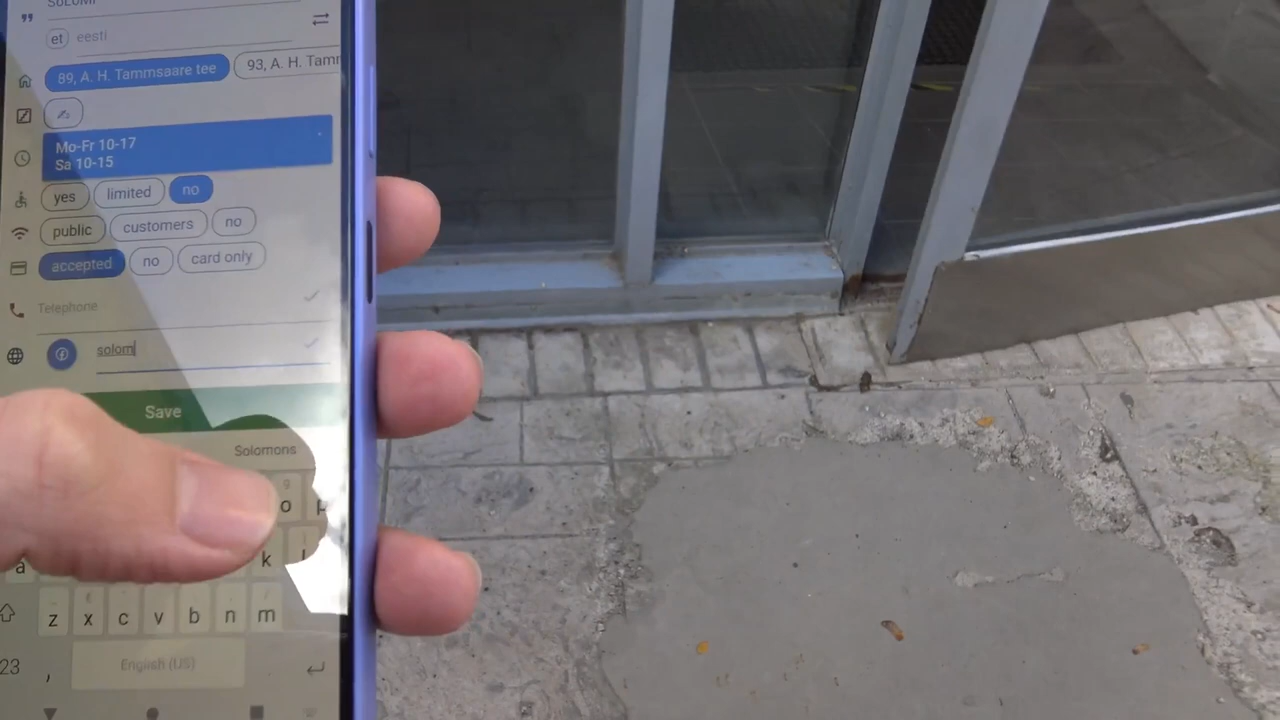 SOLOMI
et eesti
89, A. H. Tammsaare tee 93, A. H. Tamm
Mo-Fr 10-17
Sa 10-15
yes limited no
public customers no
accepted no card only
Telephone
solom
Save
Solomons
g
o p
a k l
z x c v b n m
23 , English (US)